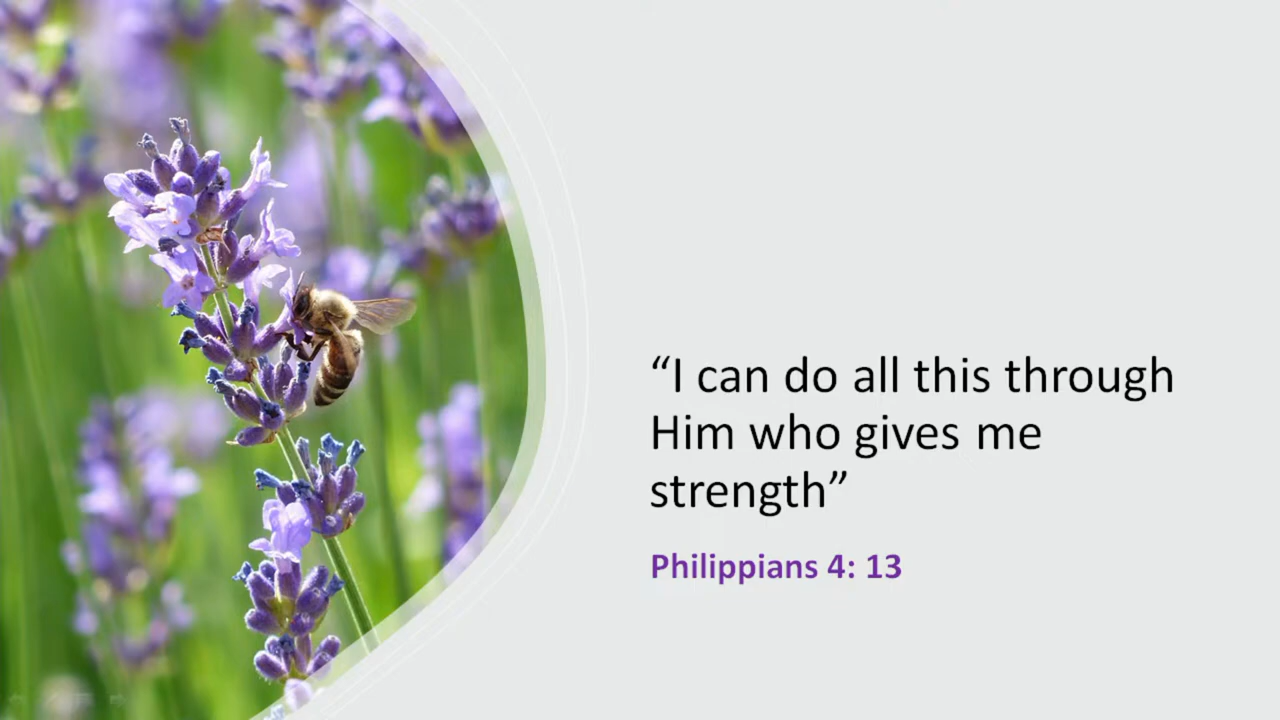 “I can do all this through
Him who gives me
strength”
Philippians 4: 13